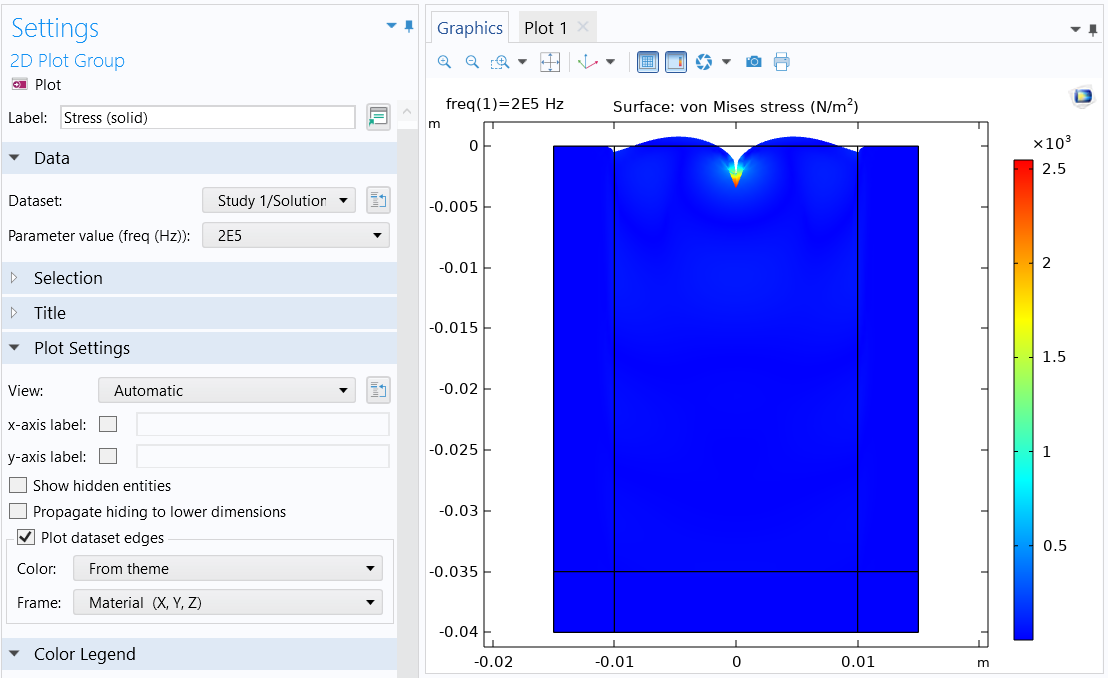 Settings
2D Plot Group
Plot
Label: Stress (solid)
Data
Dataset: Study 1/Solution
Parameter value (freq (Hz)): 2E5
Selection
Title
Plot Settings
View: Automatic
x-axis label:
y-axis label:
Show hidden entities
Propagate hiding to lower dimensions
Plot dataset edges
Color: From theme
Frame: Material (X, Y, Z)
Color Legend
Graphics Plot 1
freq(1)=2E5 Hz Surface: von Mises stress (N/m²)
m
0
-0.005
-0.01
-0.015
-0.02
-0.025
-0.03
-0.035
-0.04
-0.02 -0.01 0 0.01 m
×10³
2.5
2
1.5
1
0.5